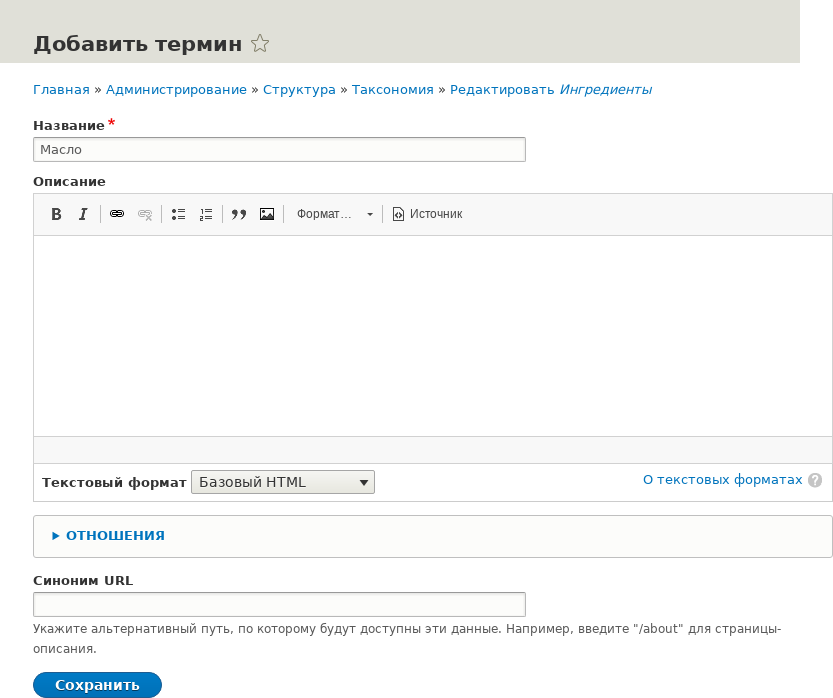 Добавить термин
Главная » Администрирование » Структура » Таксономия » Редактировать Ингредиенты
Название*
Масло
Описание
B I Формат... Источник
Текстовый формат Базовый HTML О текстовых форматах ?
ОТНОШЕНИЯ
Синоним URL
Укажите альтернативный путь, по которому будут доступны эти данные. Например, введите "/about" для страницы-
описания.
Сохранить